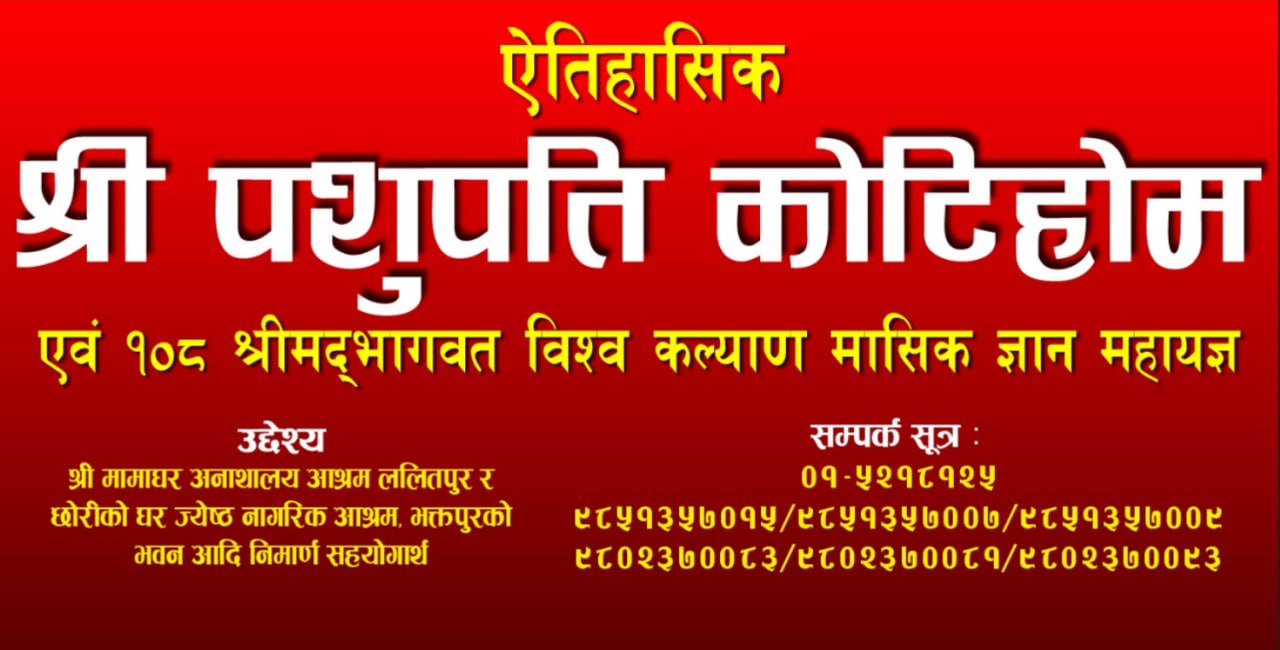 ऐतिहासिक
श्री पशुपति कोटिहोम
एवं १०८ श्रीमद्भागवत विश्व कल्याण मासिक ज्ञान महायज्ञ
उद्देश्य
श्री मामाघर अनाथालय आश्रम ललितपुर र
छोरीको घर ज्येष्ठ नागरिक आश्रम, भक्तपुरको
भवन आदि निमार्ण सहयोगार्थ
सम्पर्क सूत्र :
०१-५२१८१२५
९८५१३५७०१५/९८५१३५७००७/९८५१३५७००९
९८०२३७००८३/९८०२३७००८१/९८०२३७००९३